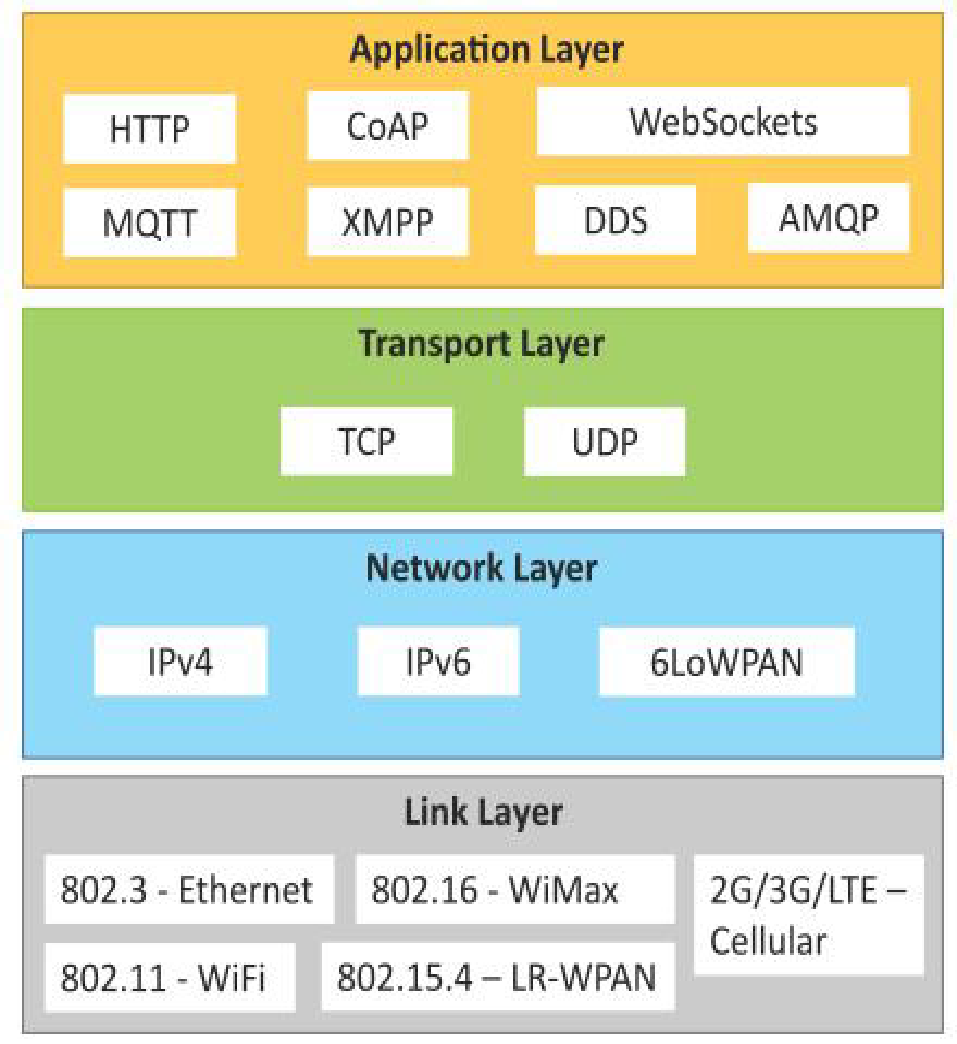 Application Layer
HTTP
CoAP
WebSockets
MQTT
XMPP
DDS
AMQP
Transport Layer
TCP
UDP
Network Layer
IPv4
IPv6
6LoWPAN
Link Layer
802.3 - Ethernet
802.16 - WiMax
2G/3G/LTE –
Cellular
802.11 - WiFi
802.15.4 – LR-WPAN